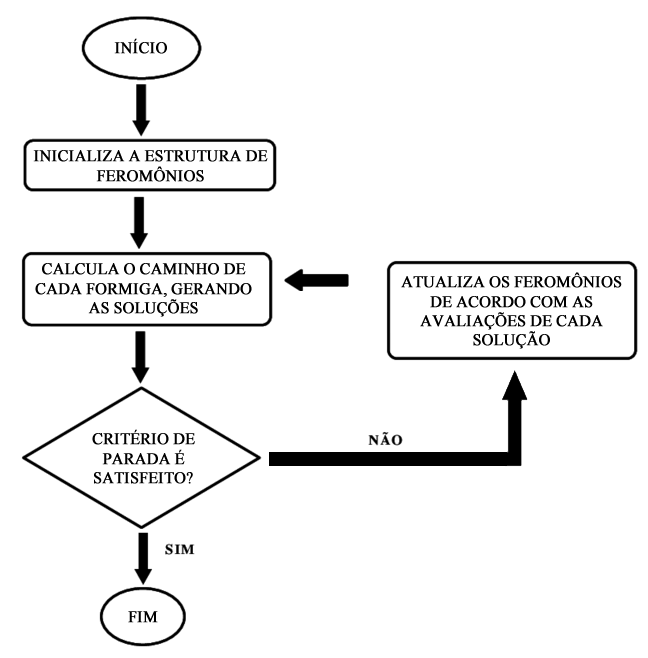 INÍCIO
INICIALIZA A ESTRUTURA DE
FEROMÔNIOS
CALCULA O CAMINHO DE
CADA FORMIGA, GERANDO
AS SOLUÇÕES
ATUALIZA OS FEROMÔNIOS
DE ACORDO COM AS
AVALIAÇÕES DE CADA
SOLUÇÃO
CRITÉRIO DE
PARADA É
SATISFEITO?
NÃO
SIM
FIM